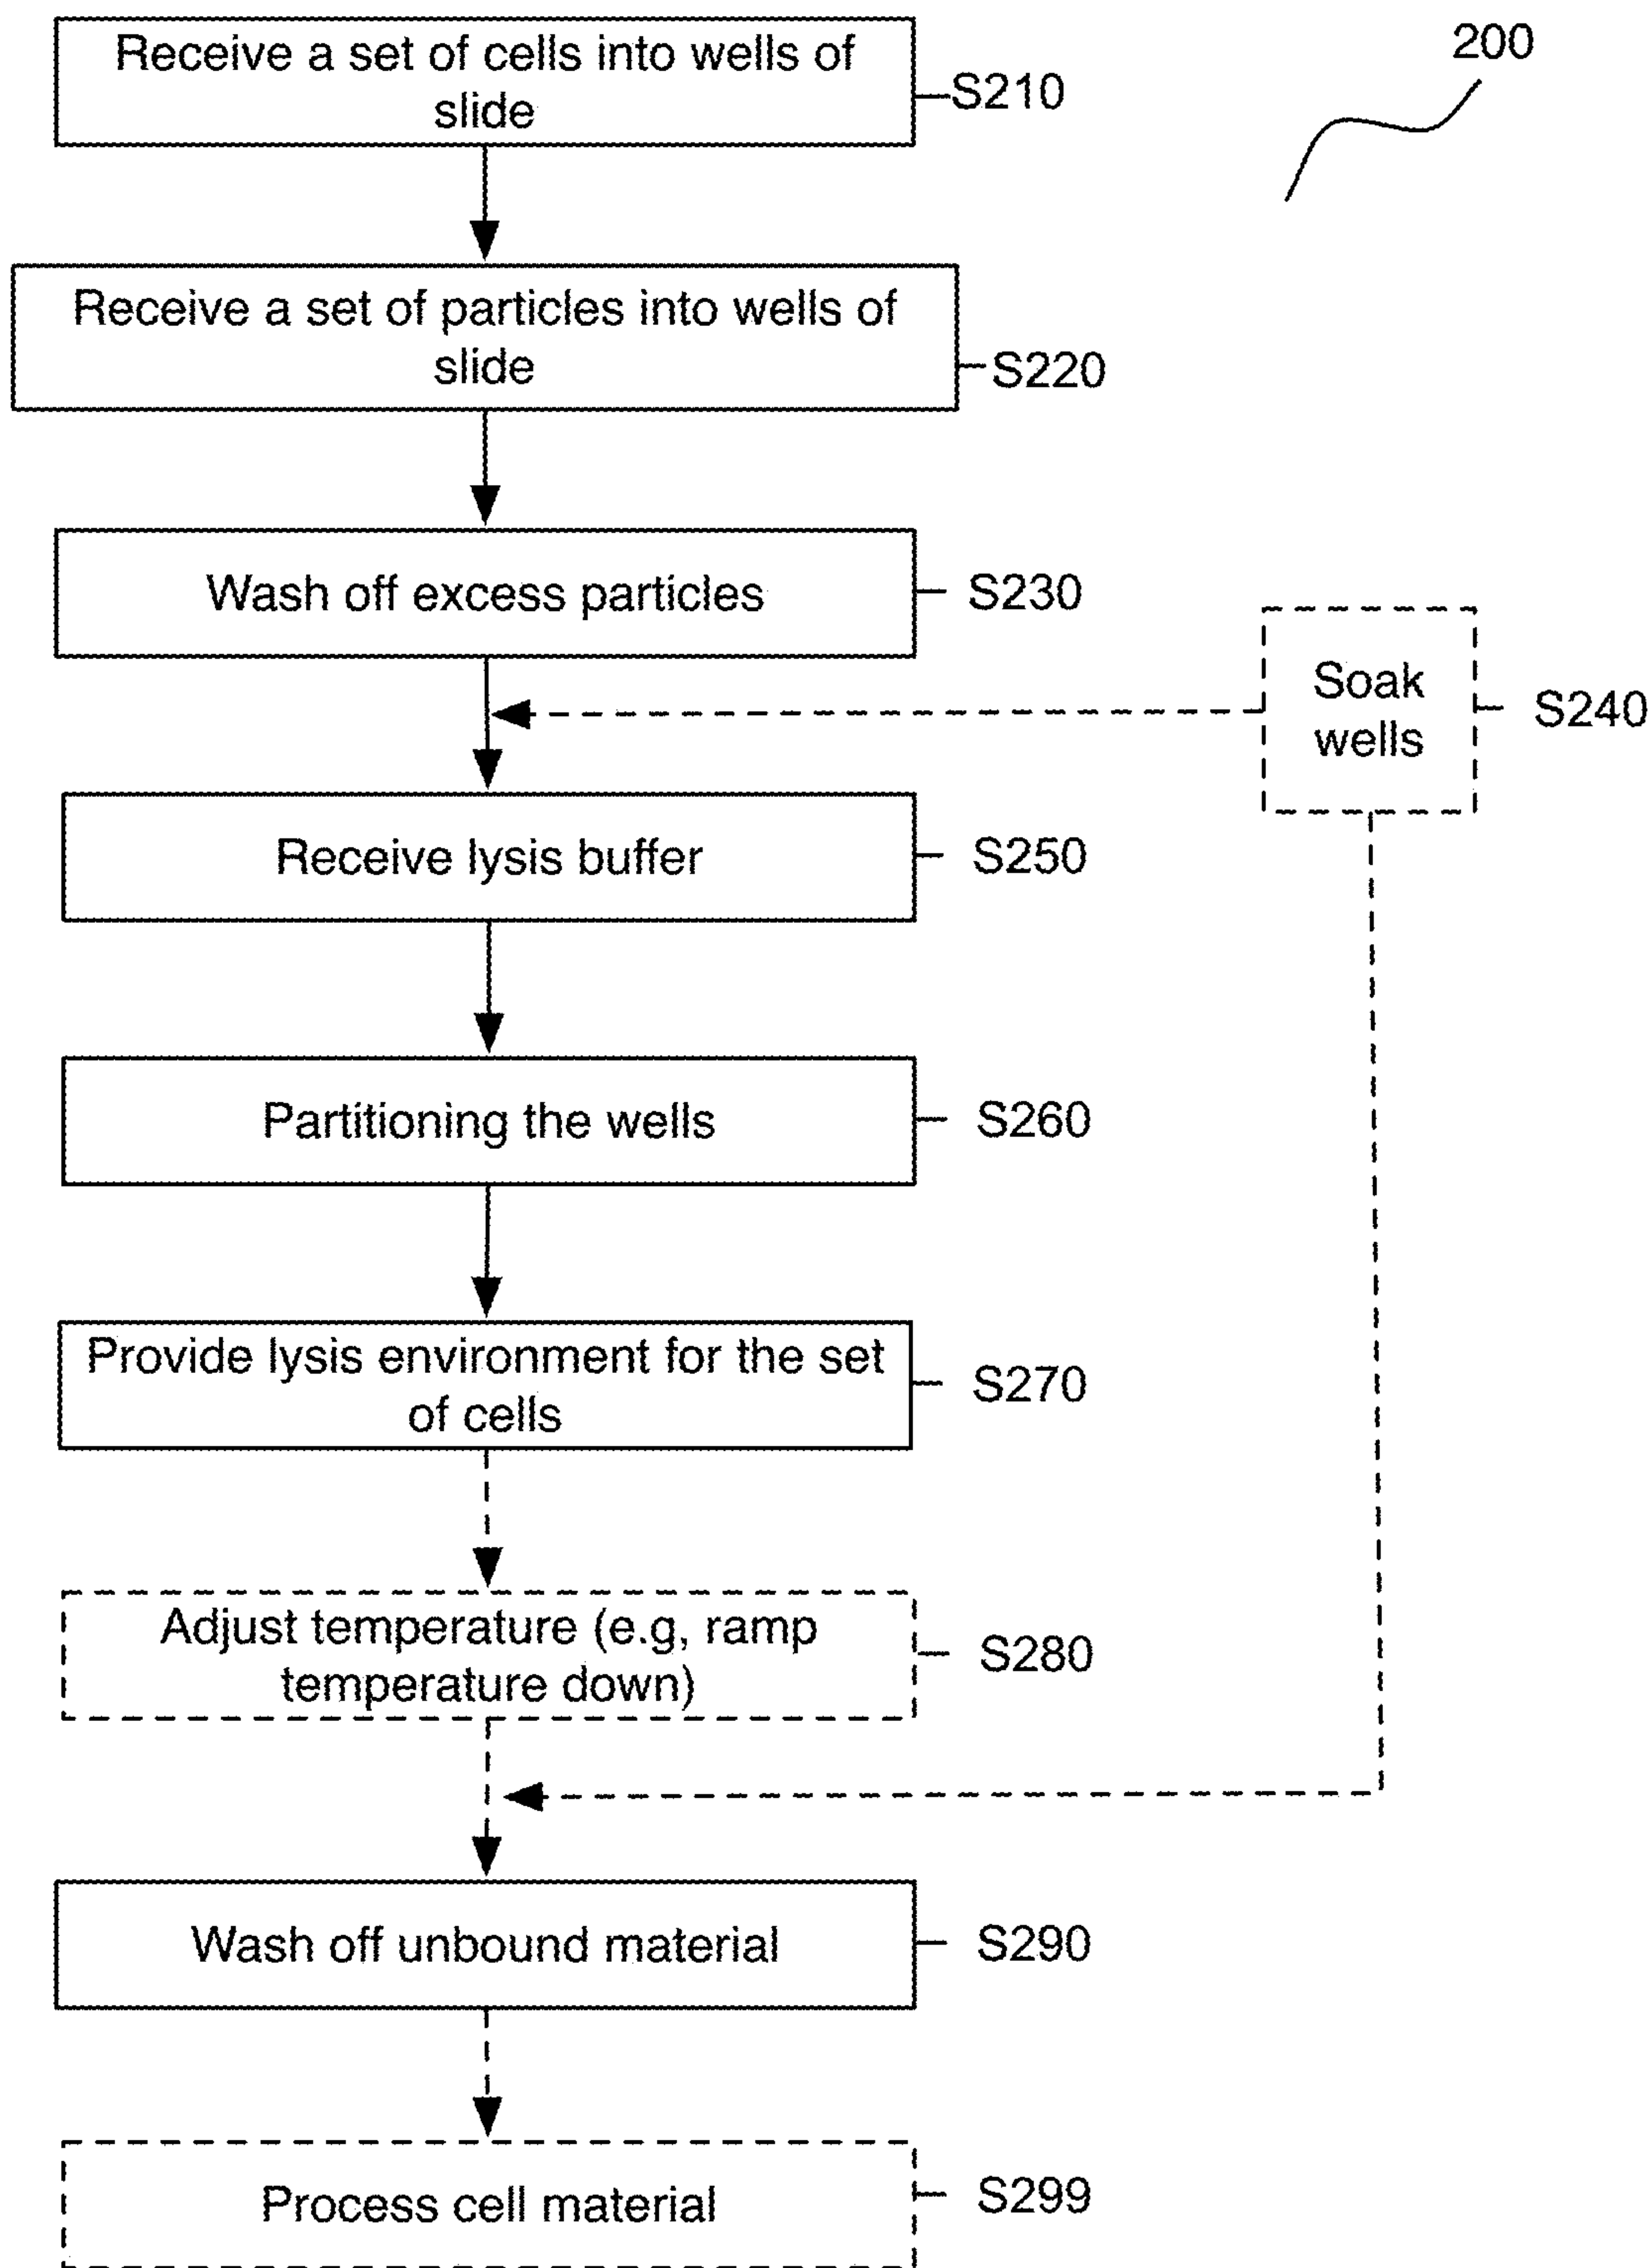 200
Receive a set of cells into wells of
slide
S210
Receive a set of particles into wells of
slide
S220
Wash off excess particles
S230
Soak
wells
S240
Receive lysis buffer
S250
Partitioning the wells
S260
Provide lysis environment for the set
of cells
S270
Adjust temperature (e.g, ramp
temperature down)
S280
Wash off unbound material
S290
Process cell material
S299